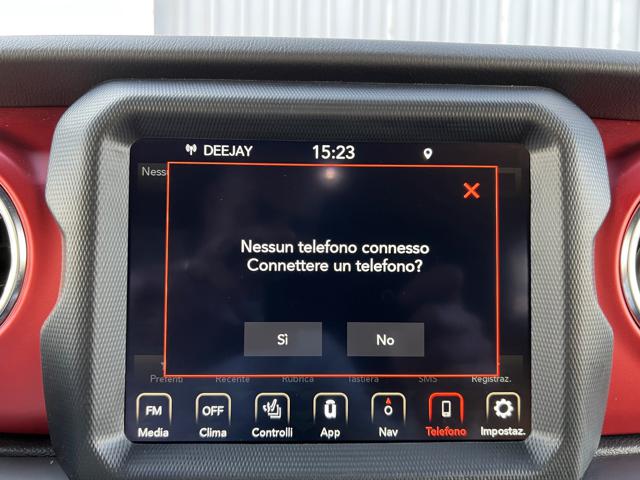 DEEJAY 15:23
Nessun telefono connesso
Connettere un telefono?
Sì No
Preferiti Recente Rubrica Tastiera SMS Registraz.
FM OFF
Media Clima Controlli App Nav Telefono Impostaz.